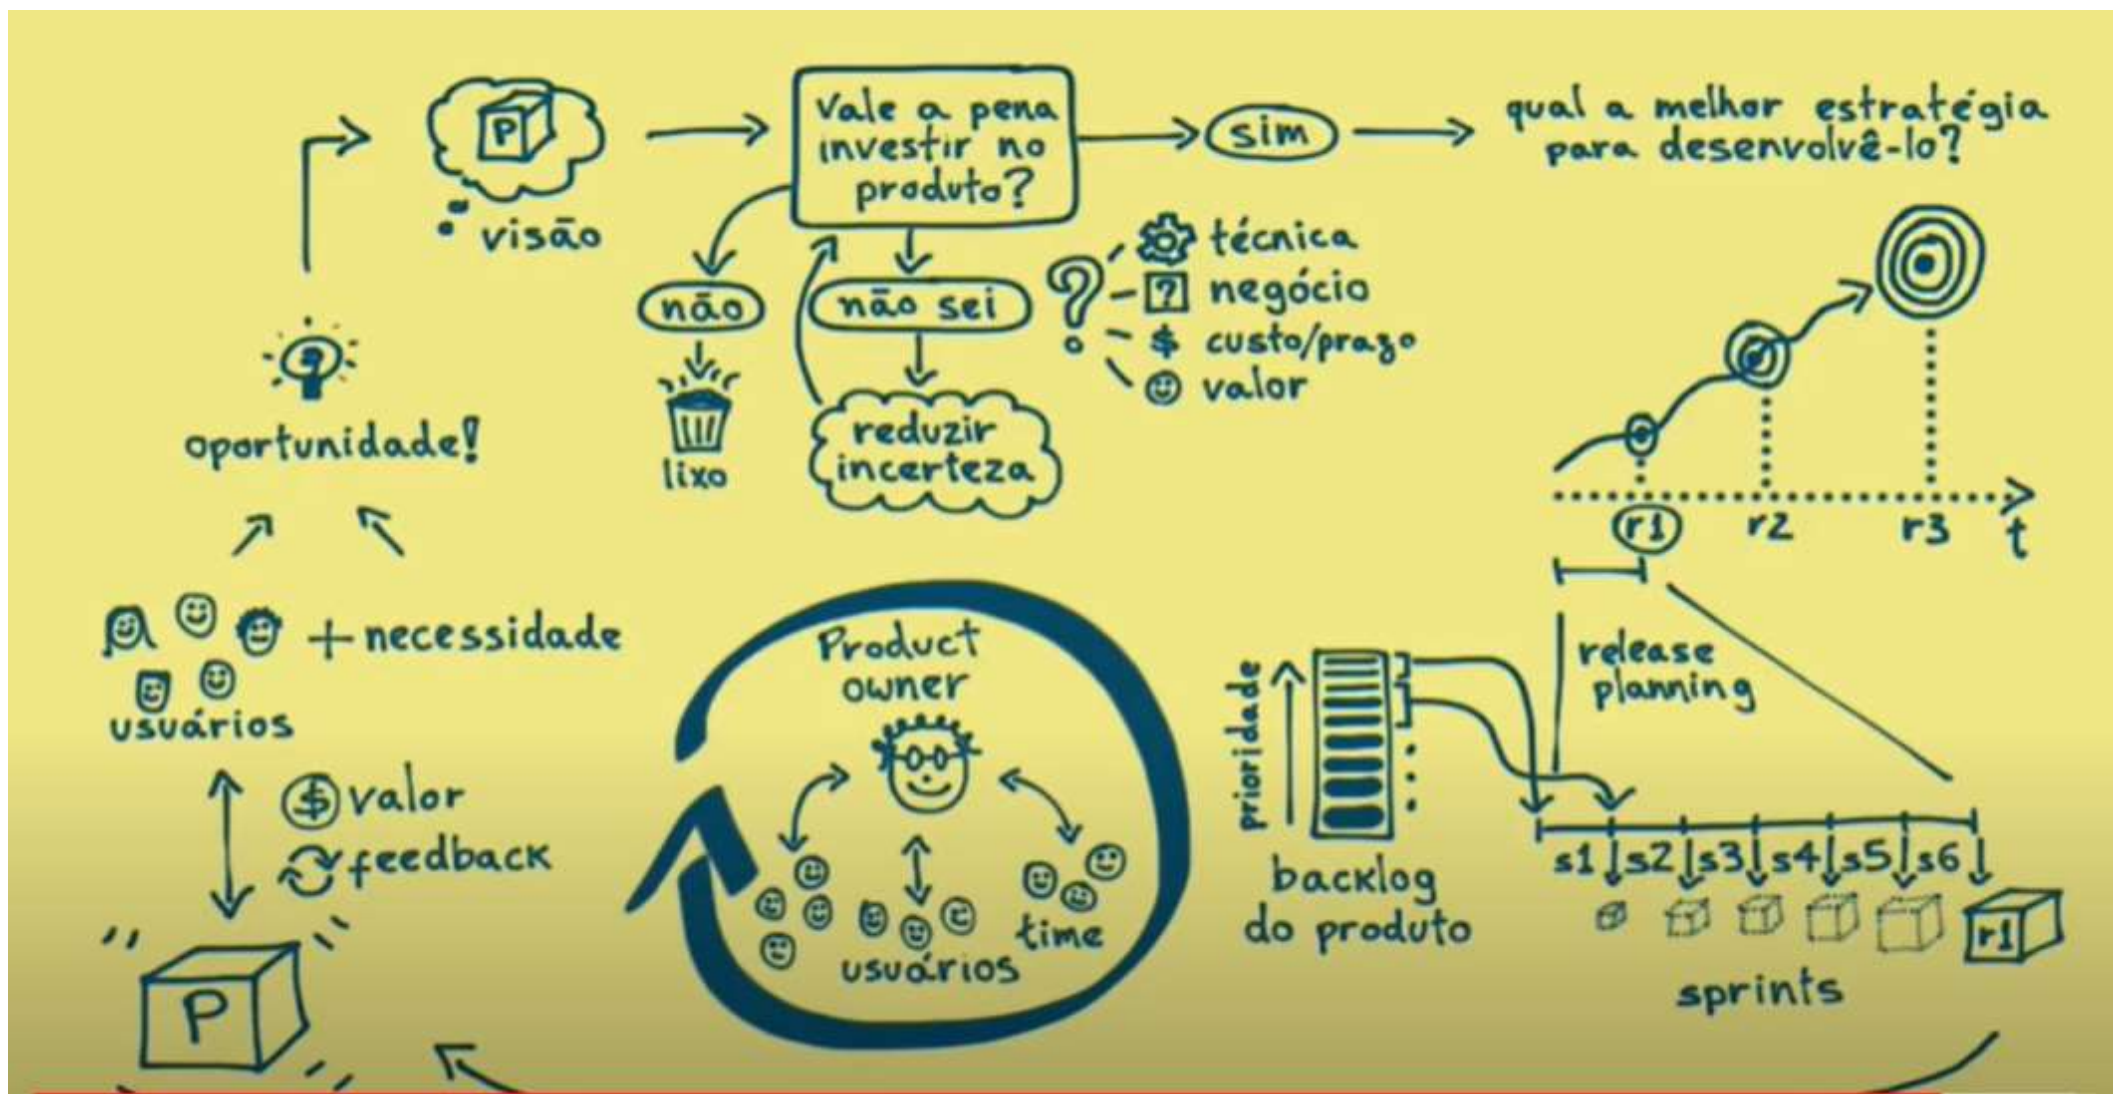 P
visão
vale a pena
investir no
produto?
sim
qual a melhor estratégia
para desenvolvê-lo?
não
lixo
não sei
reduzir
incerteza
?
técnica
? negócio
$ custo/prazo
valor
oportunidade!
+ necessidade
usuários
$ valor
feedback
P
Product
owner
usuários
time
prioridade
backlog
do produto
r1 r2 r3 t
release
planning
s1 s2 s3 s4 s5 s6
r1
sprints